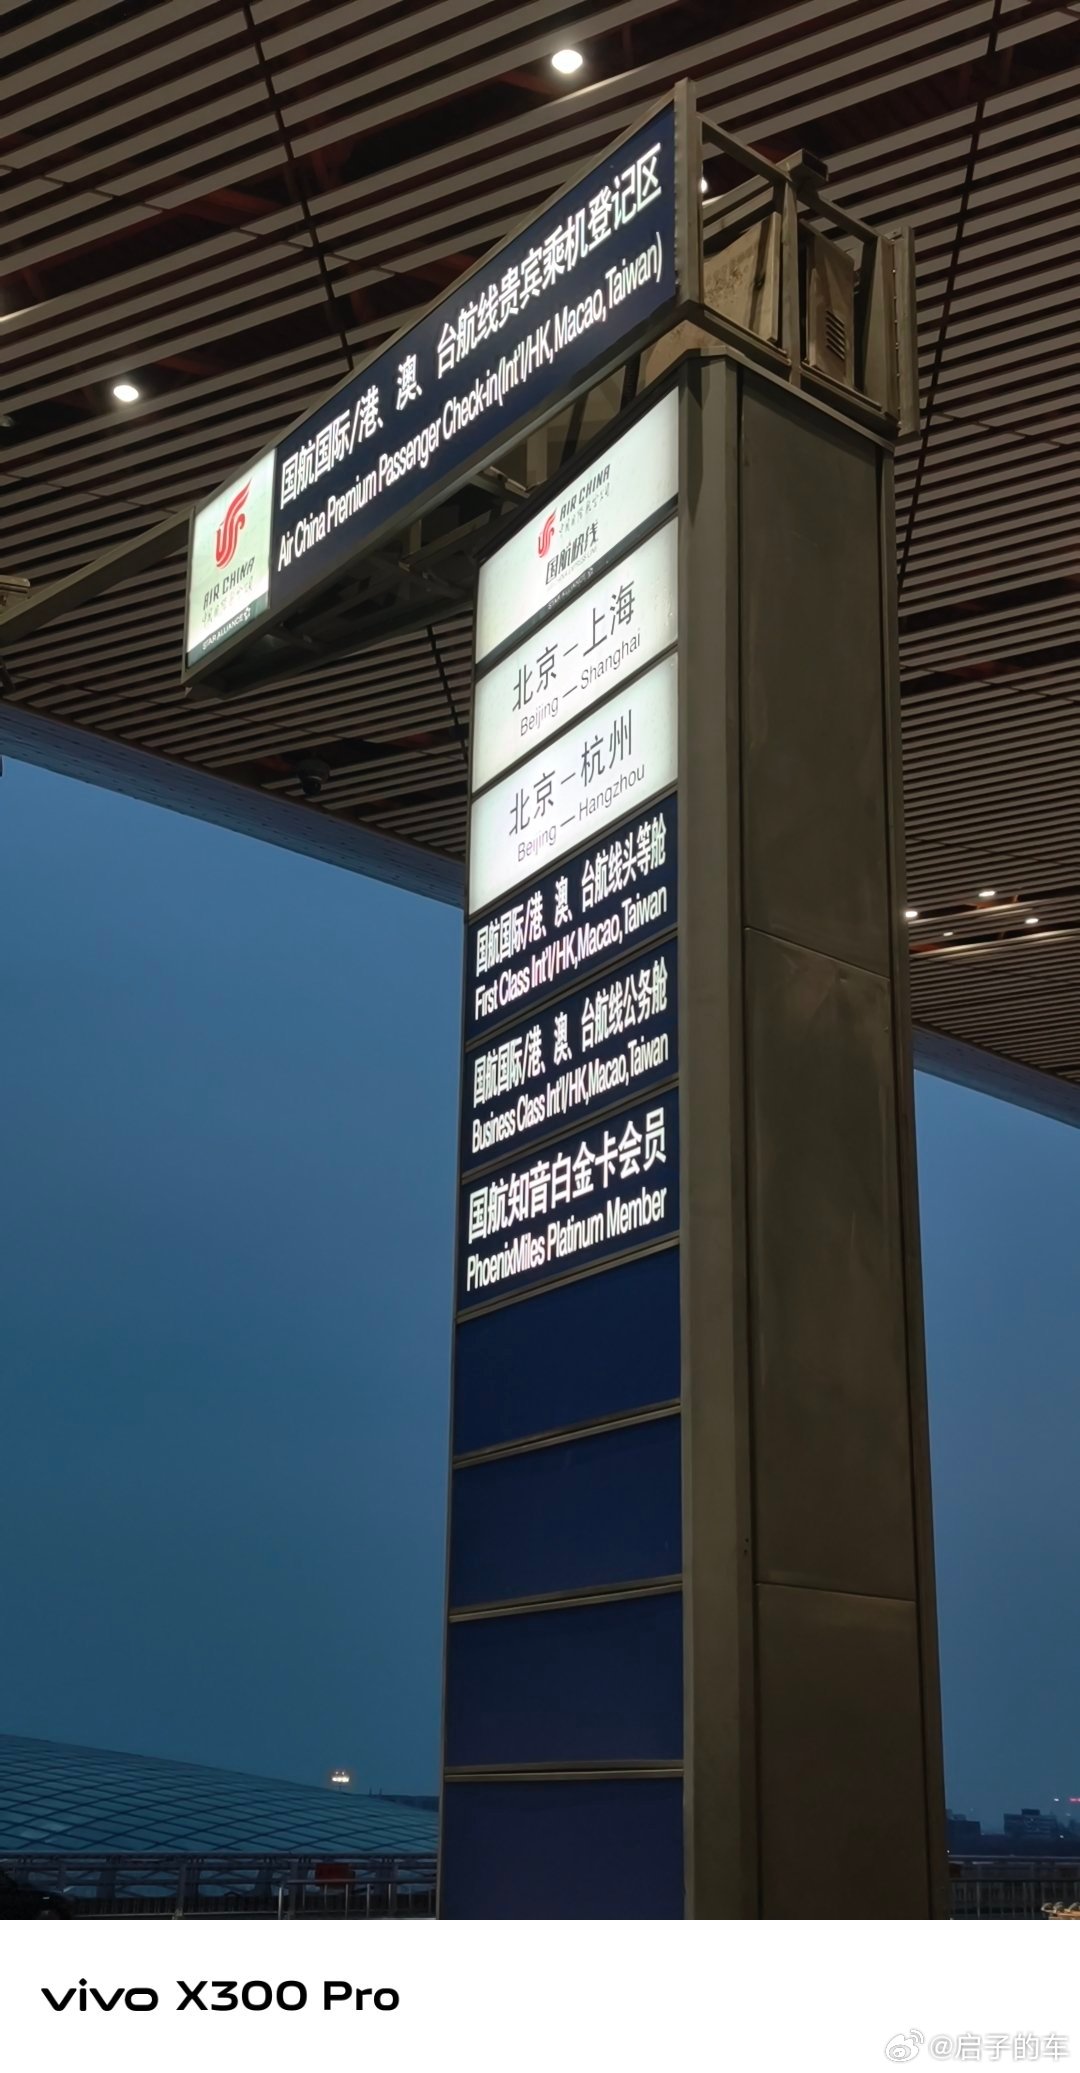 国航国际/港、澳、台航线贵宾乘机登记区
Air China Premium Passenger Check-in(Int'l/HK, Macao, Taiwan)
AIR CHINA
STAR ALLIANCE
AIR CHINA
国航快线
北京—上海
Beijing — Shanghai
北京—杭州
Beijing — Hangzhou
国航国际/港、澳、台航线头等舱
First Class Int'l/HK,Macao,Taiwan
国航国际/港、澳、台航线公务舱
Business Class Int'l/HK,Macao,Taiwan
国航知音白金卡会员
PhoenixMiles Platinum Member
vivo X300 Pro
@启子的车